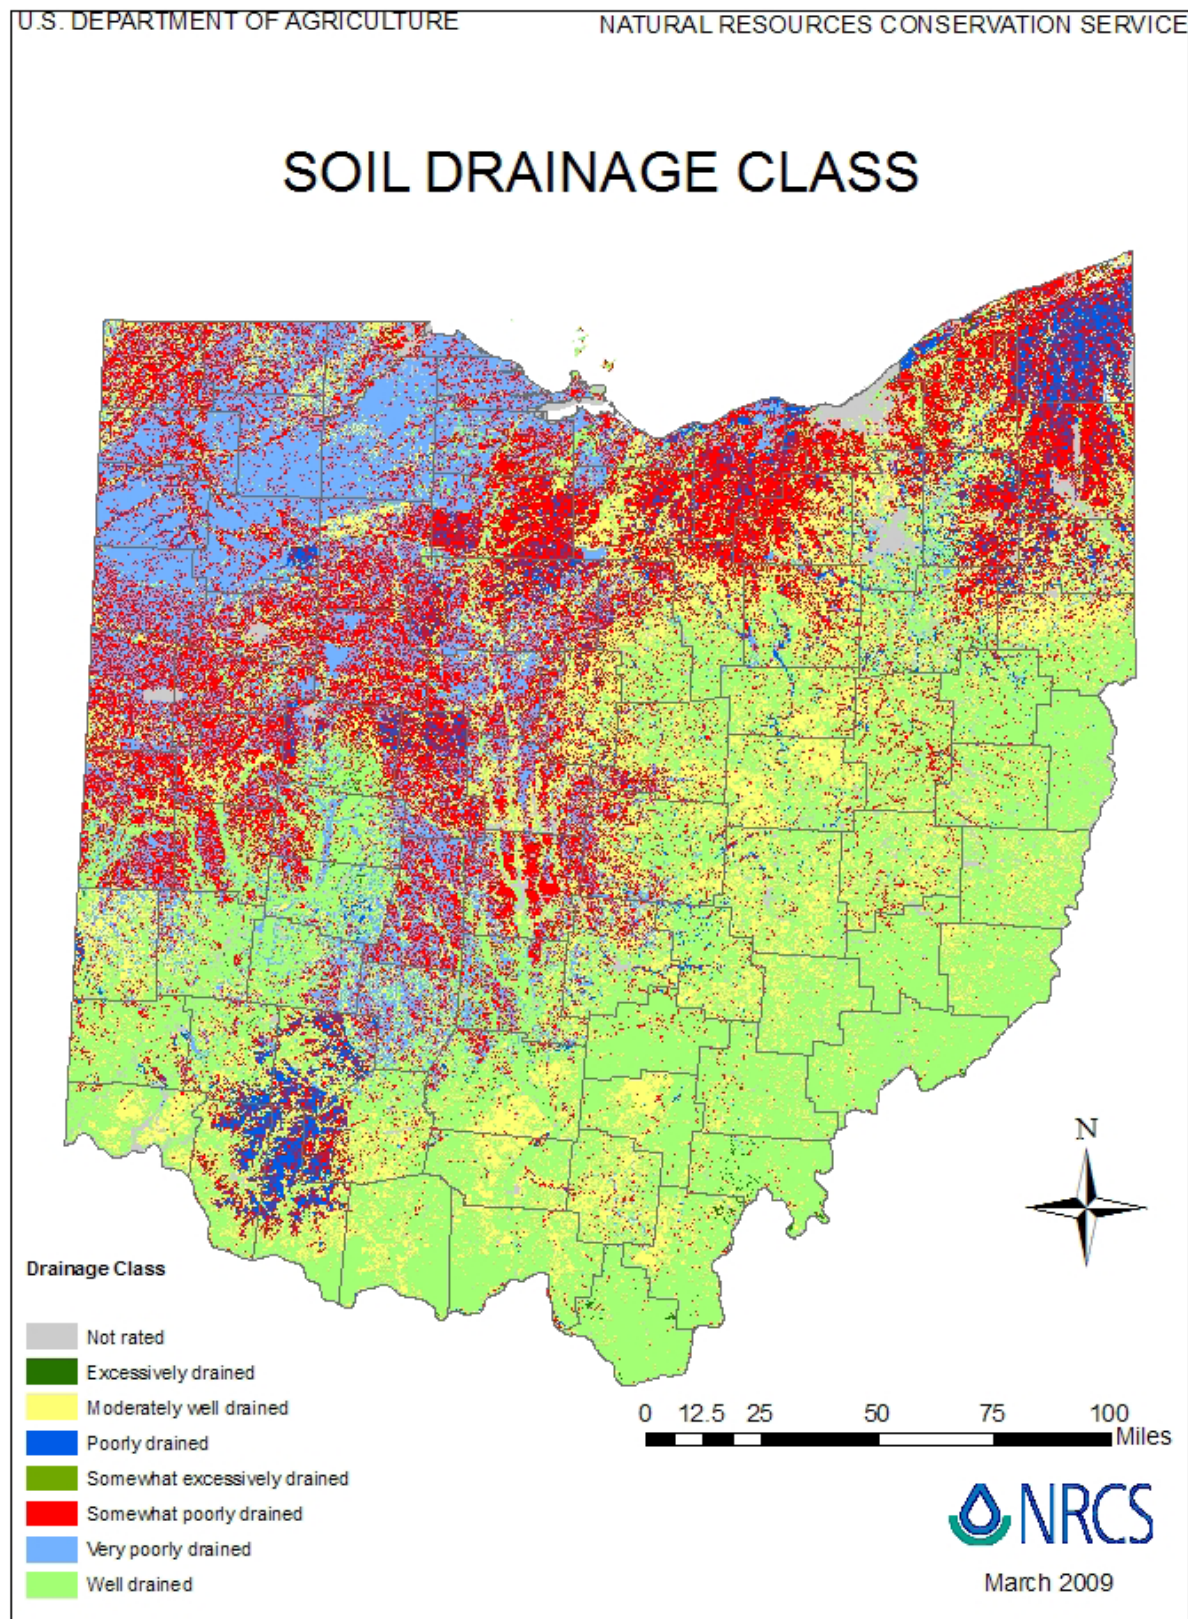 U.S. DEPARTMENT OF AGRICULTURE NATURAL RESOURCES CONSERVATION SERVICE
SOIL DRAINAGE CLASS
N
Drainage Class
Not rated
Excessively drained
Moderately well drained
Poorly drained
Somewhat excessively drained
Somewhat poorly drained
Very poorly drained
Well drained
0 12.5 25 50 75 100
Miles
NRCS
March 2009